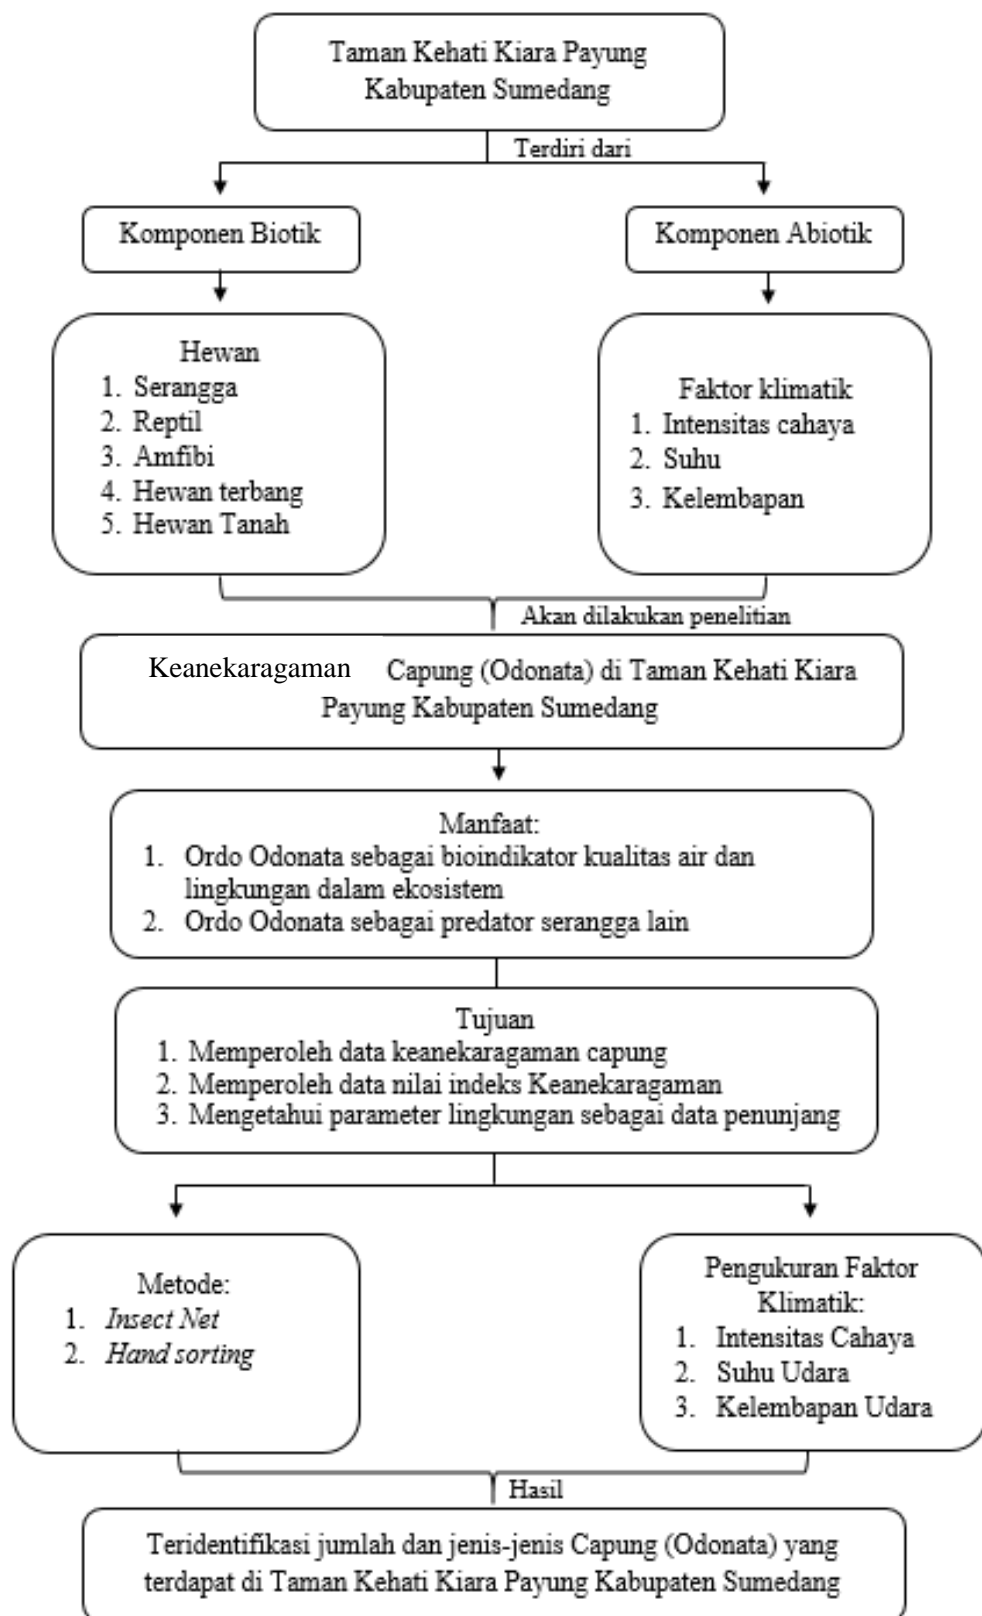 Taman Kehati Kiara Payung
Kabupaten Sumedang
Terdiri dari
Komponen Biotik
Komponen Abiotik
Hewan
1. Serangga
2. Reptil
3. Amfibi
4. Hewan terbang
5. Hewan Tanah
Faktor klimatik
1. Intensitas cahaya
2. Suhu
3. Kelembapan
Akan dilakukan penelitian
Keanekaragaman Capung (Odonata) di Taman Kehati Kiara
Payung Kabupaten Sumedang
Manfaat:
1. Ordo Odonata sebagai bioindikator kualitas air dan
lingkungan dalam ekosistem
2. Ordo Odonata sebagai predator serangga lain
Tujuan
1. Memperoleh data keanekaragaman capung
2. Memperoleh data nilai indeks Keanekaragaman
3. Mengetahui parameter lingkungan sebagai data penunjang
Metode:
1. Insect Net
2. Hand sorting
Pengukuran Faktor
Klimatik:
1. Intensitas Cahaya
2. Suhu Udara
3. Kelembapan Udara
Hasil
Teridentifikasi jumlah dan jenis-jenis Capung (Odonata) yang
terdapat di Taman Kehati Kiara Payung Kabupaten Sumedang